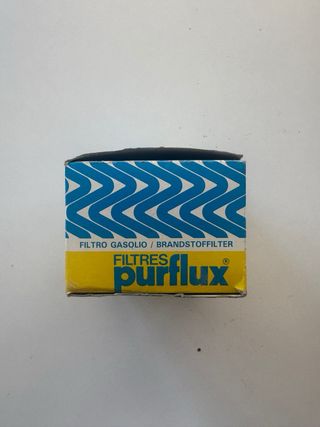 FILTRO GASOLIO / BRANDSTOFFILTER
FILTRES
purflux®